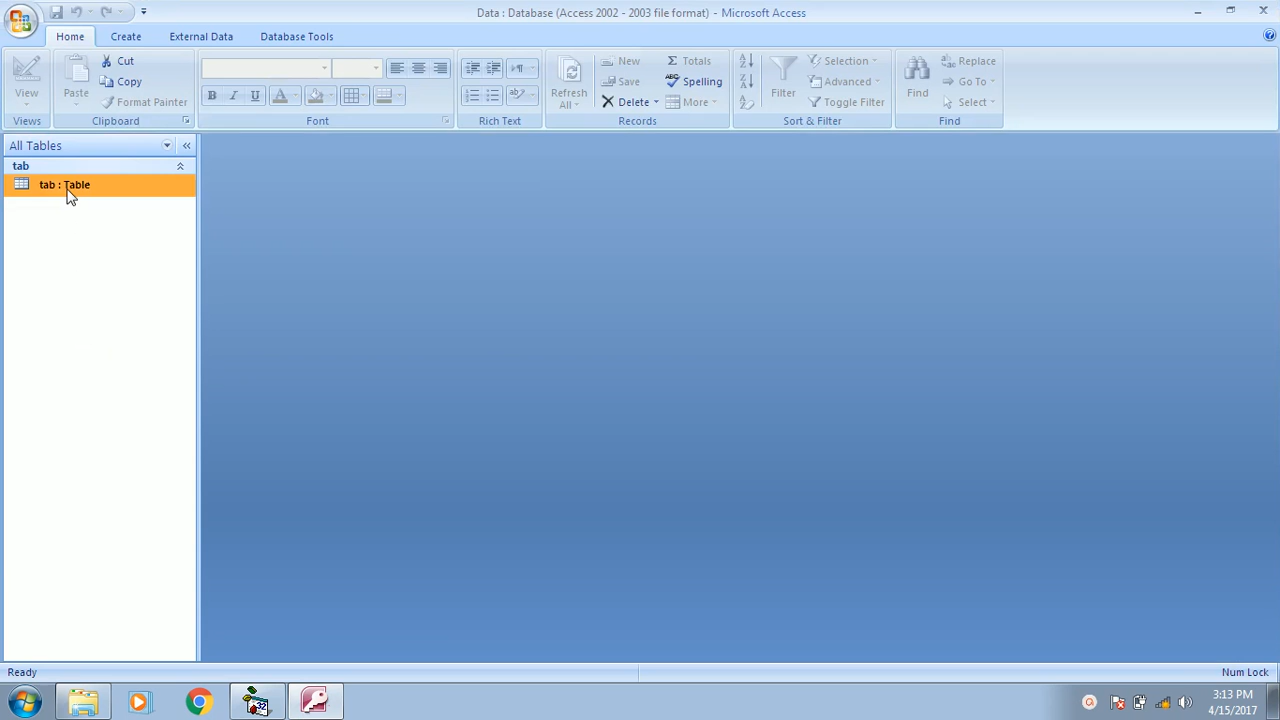 Data : Database (Access 2002 - 2003 file format) - Microsoft Access
Home Create External Data Database Tools
View
Views
Paste
Cut
Copy
Format Painter
Clipboard
B I U A
Font
Rich Text
Refresh All
New
Save
Delete
Totals
Spelling
More
Records
Filter
Selection
Advanced
Toggle Filter
Sort & Filter
Find
Replace
Go To
Select
Find
All Tables
tab
tab : Table
Ready
Num Lock
32
3:13 PM
4/15/2017